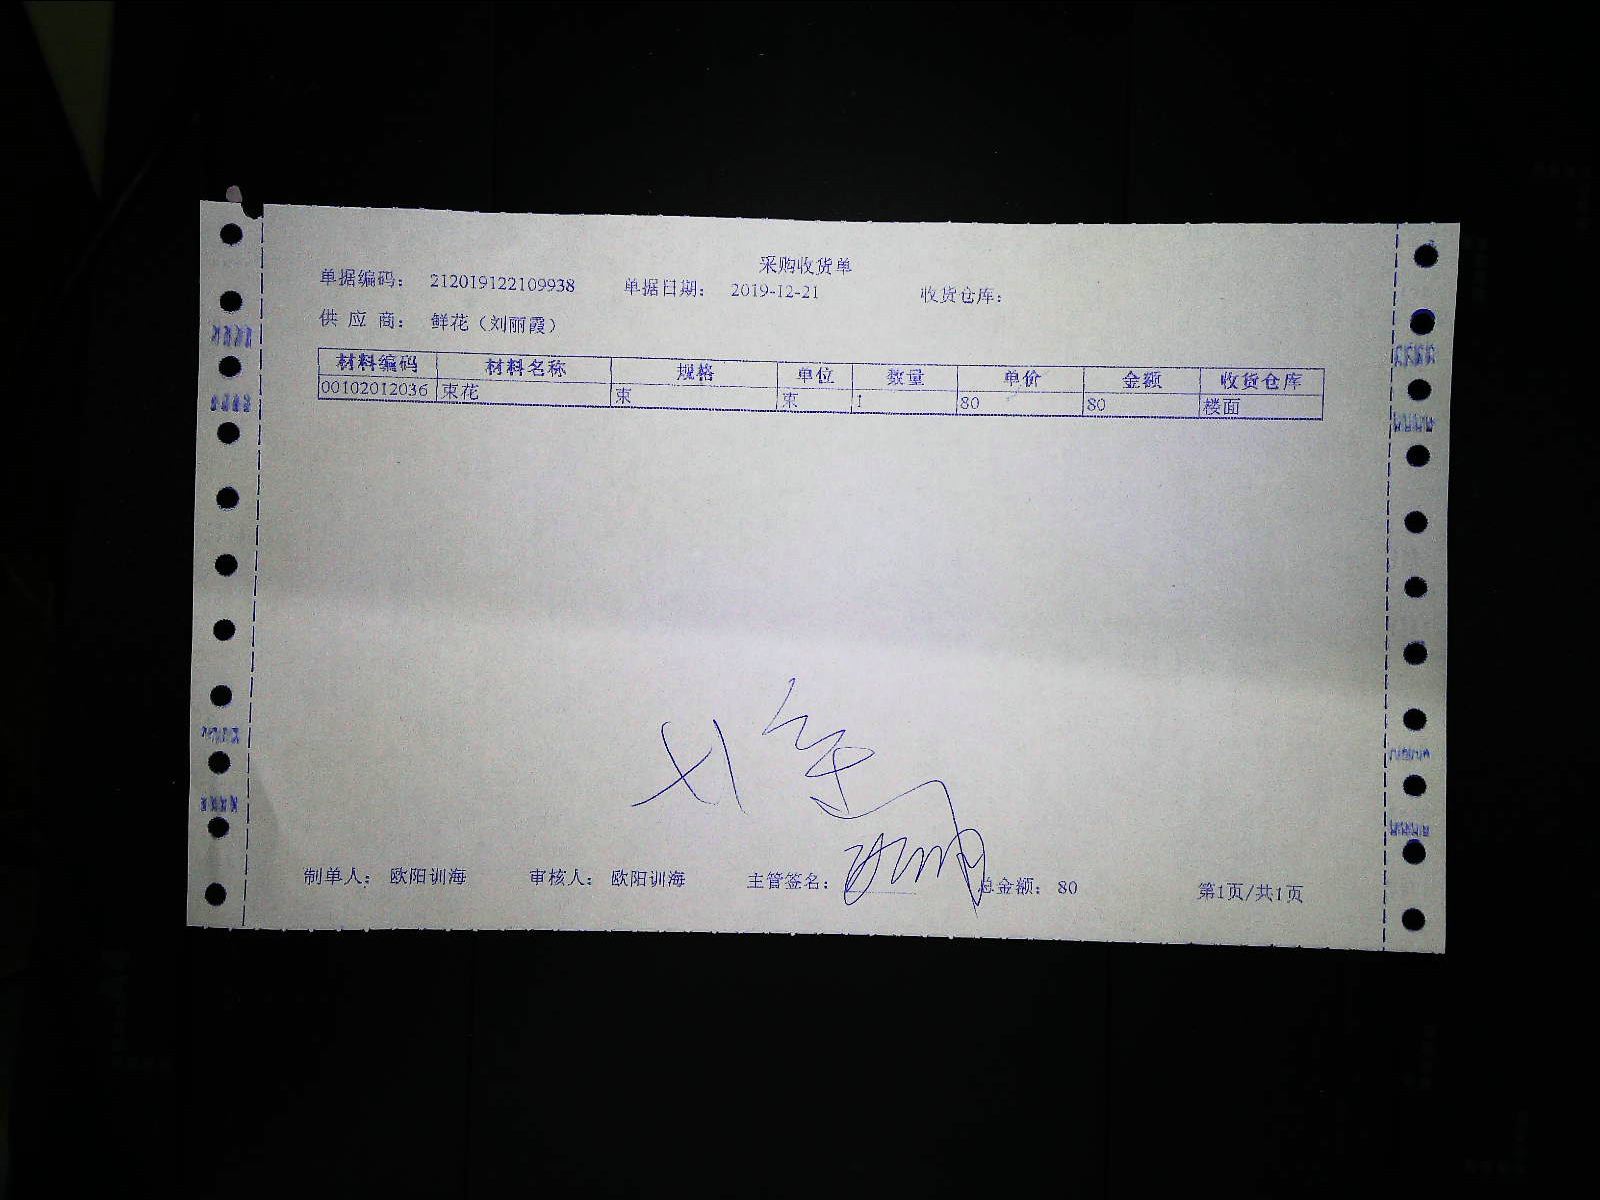 采购收货单
单据编码： 212019122109938 单据日期： 2019-12-21 收货仓库：
供 应 商： 鲜花（刘丽霞）
材料编码 材料名称 规格 单位 数量 单价 金额 收货仓库
00102012036 束花 束 束 1 80 80 楼面
制单人： 欧阳训海 审核人： 欧阳训海 主管签名： 总金额： 80 第1页/共1页